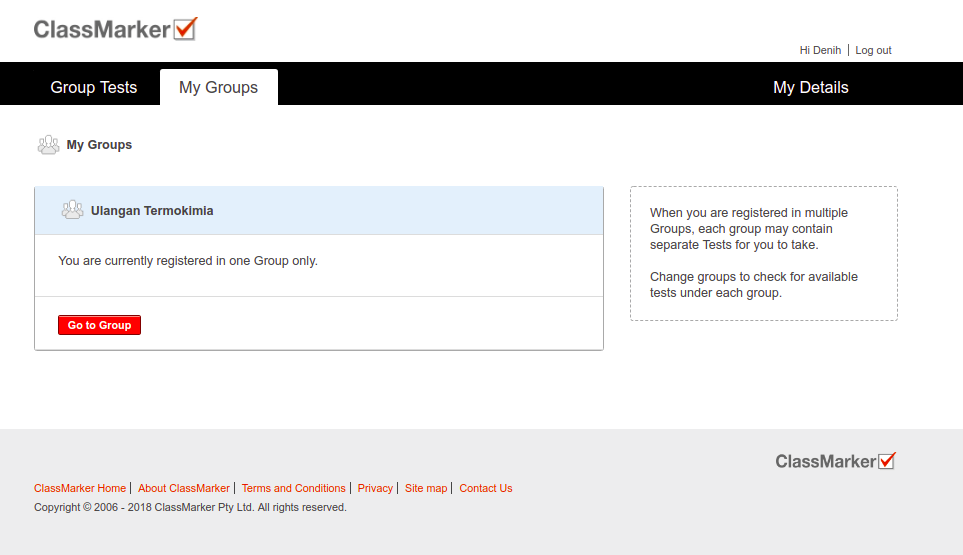 ClassMarker
Hi Denih | Log out
Group Tests
My Groups
My Details
My Groups
Ulangan Termokimia
You are currently registered in one Group only.
Go to Group
When you are registered in multiple
Groups, each group may contain
separate Tests for you to take.
Change groups to check for available
tests under each group.
ClassMarker
ClassMarker Home | About ClassMarker | Terms and Conditions | Privacy | Site map | Contact Us
Copyright © 2006 - 2018 ClassMarker Pty Ltd. All rights reserved.